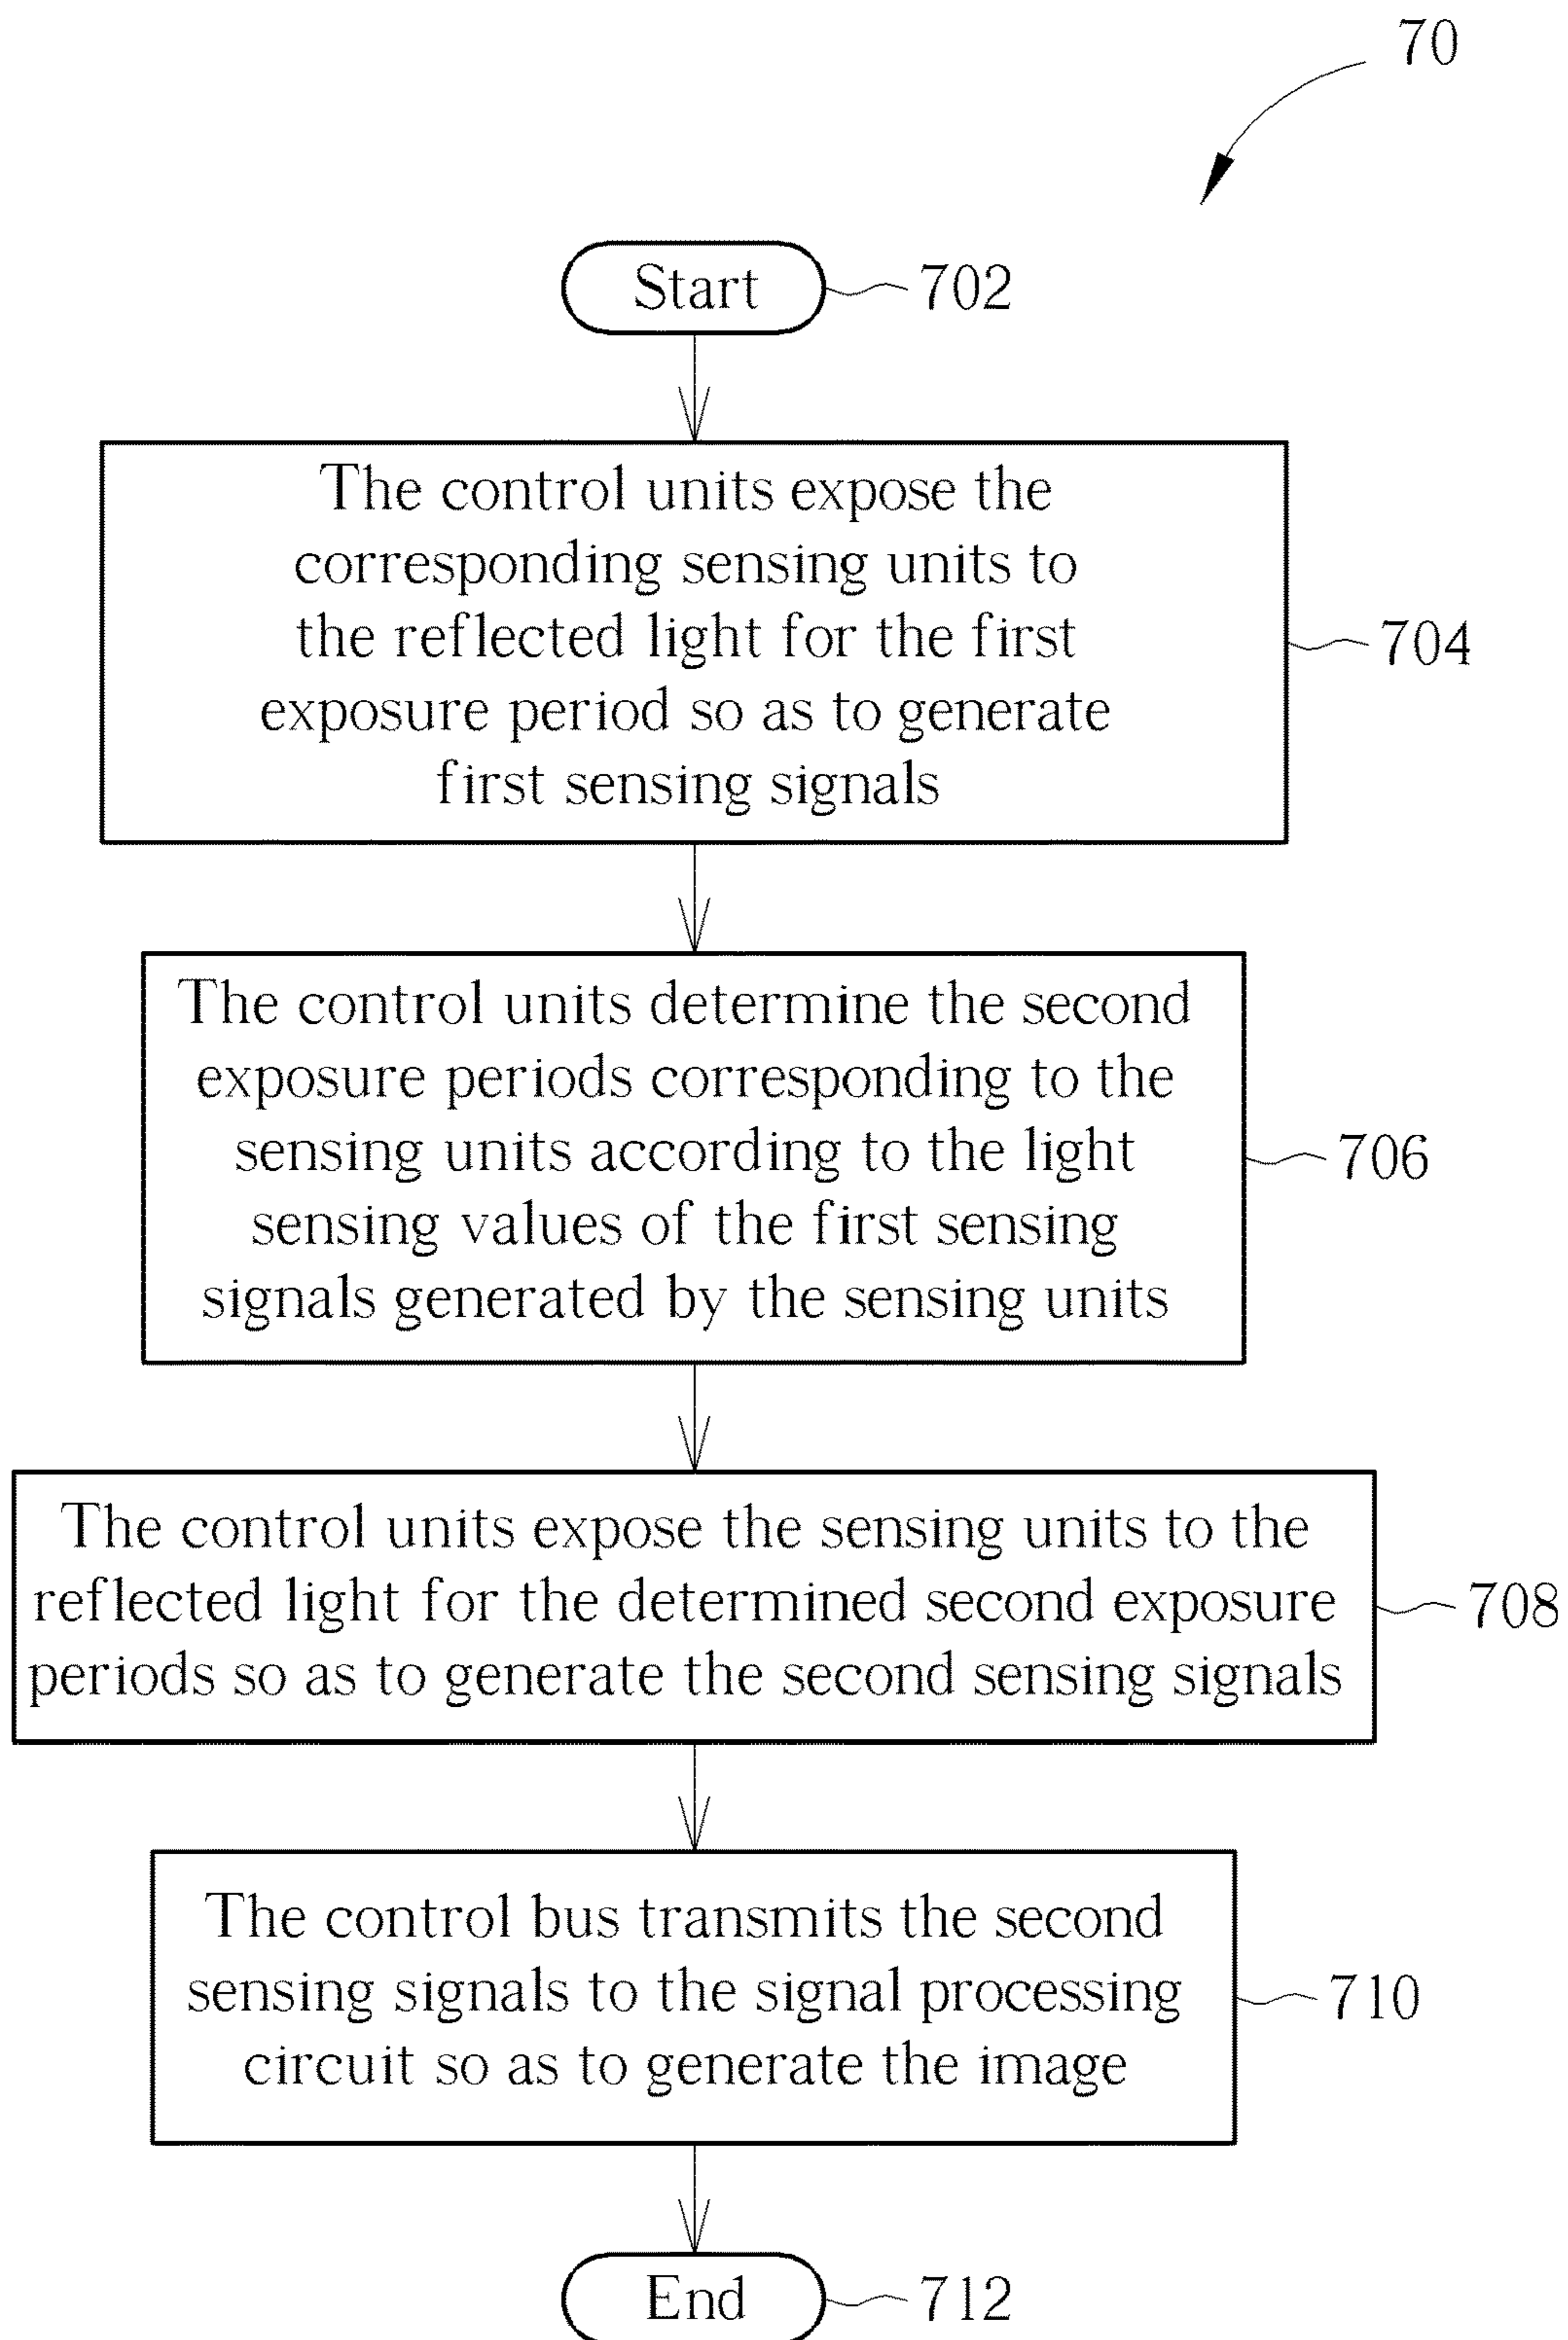 70
Start
702
The control units expose the
corresponding sensing units to
the reflected light for the first
exposure period so as to generate
first sensing signals
704
The control units determine the second
exposure periods corresponding to the
sensing units according to the light
sensing values of the first sensing
signals generated by the sensing units
706
The control units expose the sensing units to the
reflected light for the determined second exposure
periods so as to generate the second sensing signals
708
The control bus transmits the second
sensing signals to the signal processing
circuit so as to generate the image
710
End
712